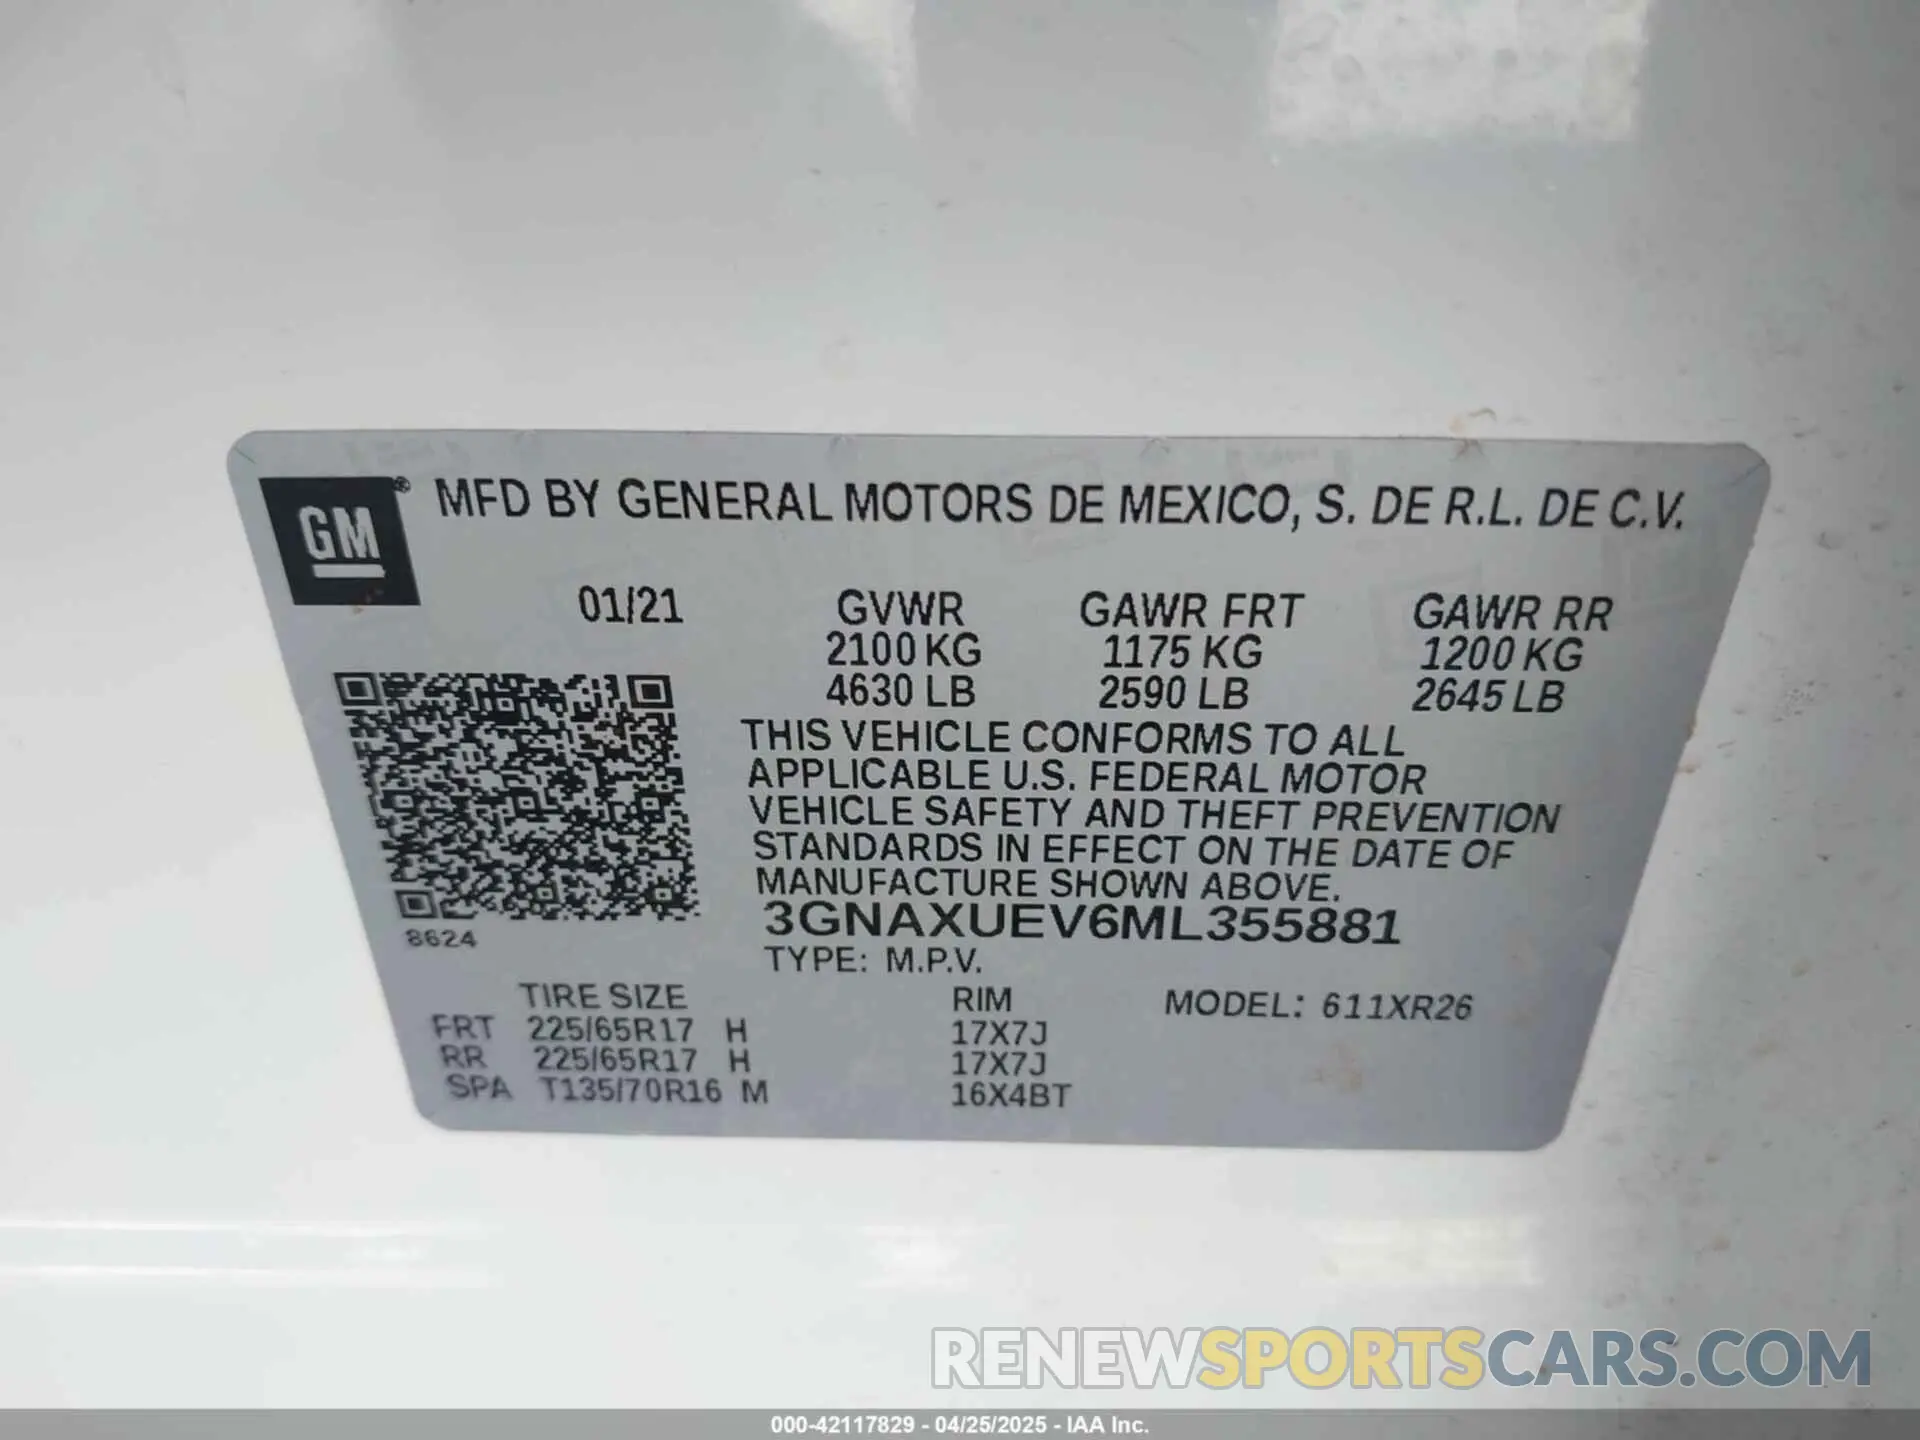 GM® MFD BY GENERAL MOTORS DE MEXICO, S. DE R.L. DE C.V.
01/21 GVWR GAWR FRT GAWR RR
2100 KG 1175 KG 1200 KG
4630 LB 2590 LB 2645 LB
THIS VEHICLE CONFORMS TO ALL
APPLICABLE U.S. FEDERAL MOTOR
VEHICLE SAFETY AND THEFT PREVENTION
STANDARDS IN EFFECT ON THE DATE OF
MANUFACTURE SHOWN ABOVE.
3GNAXUEV6ML355881
8624
TYPE: M.P.V.
TIRE SIZE RIM MODEL: 611XR26
FRT 225/65R17 H 17X7J
RR 225/65R17 H 17X7J
SPA T135/70R16 M 16X4BT
RENEWSPORTSCARS.COM
000-42117829 - 04/25/2025 - IAA Inc.